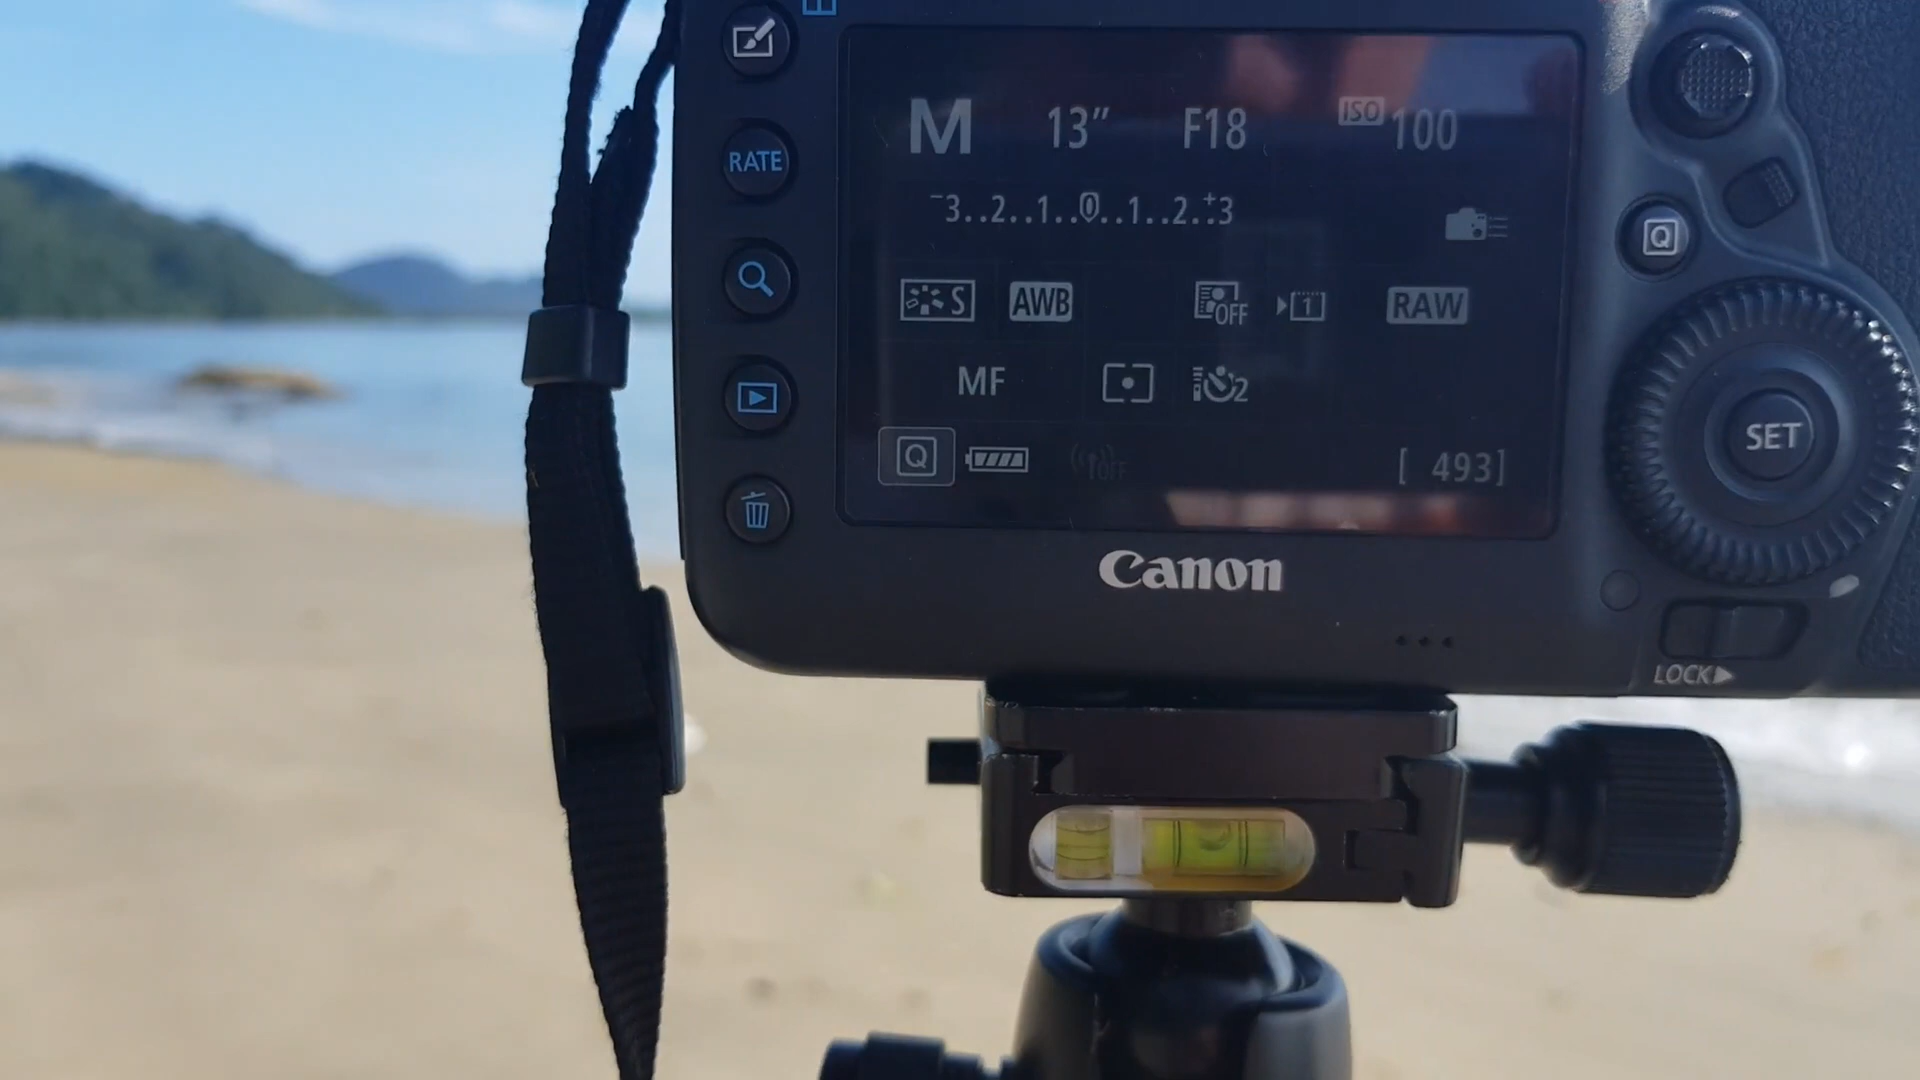 RATE
M 13" F18 ISO 100
-3..2..1..0..1..2..+3
S AWB OFF 1 RAW
MF 2
Q OFF [ 493]
Q
SET
Canon
LOCK▶